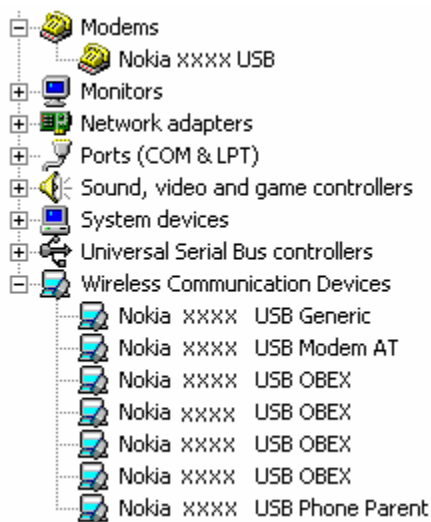 Modems
Nokia xxxx USB
Monitors
Network adapters
Ports (COM & LPT)
Sound, video and game controllers
System devices
Universal Serial Bus controllers
Wireless Communication Devices
Nokia xxxx USB Generic
Nokia xxxx USB Modem AT
Nokia xxxx USB OBEX
Nokia xxxx USB OBEX
Nokia xxxx USB OBEX
Nokia xxxx USB OBEX
Nokia xxxx USB Phone Parent